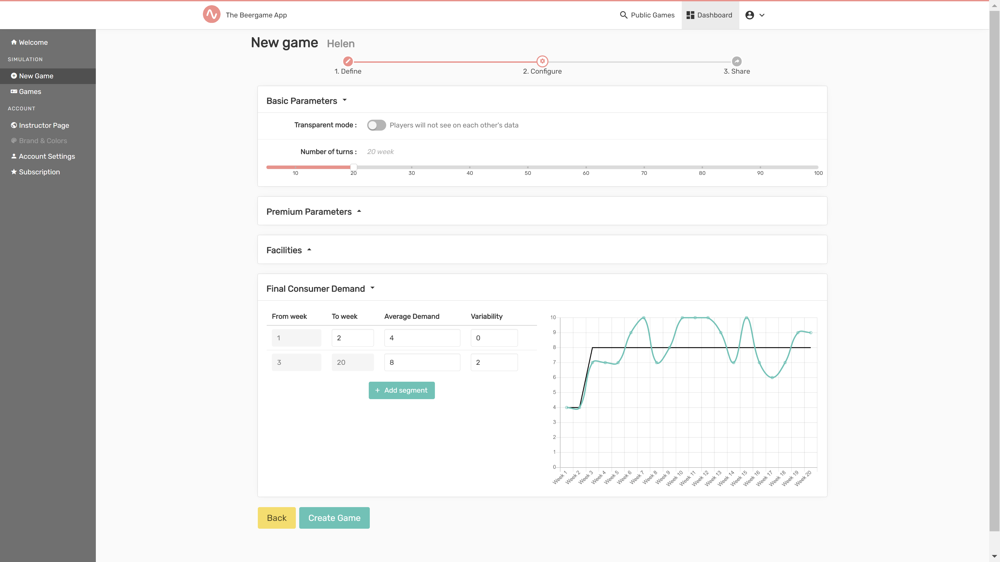 The Beergame App
Public Games
Dashboard
Welcome
SIMULATION
New Game
Games
ACCOUNT
Instructor Page
Brand & Colors
Account Settings
Subscription
New game Helen
1. Define
2. Configure
3. Share
Basic Parameters
Transparent mode : Players will not see on each other's data
Number of turns : 20 week
10 20 30 40 50 60 70 80 90 100
Premium Parameters
Facilities
Final Consumer Demand
From week To week Average Demand Variability
1 2 4 0
3 20 8 2
+ Add segment
10
9
8
7
6
5
4
3
2
1
0
Week 1 Week 2 Week 3 Week 4 Week 5 Week 6 Week 7 Week 8 Week 9 Week 10 Week 11 Week 12 Week 13 Week 14 Week 15 Week 16 Week 17 Week 18 Week 19 Week 20
Back
Create Game